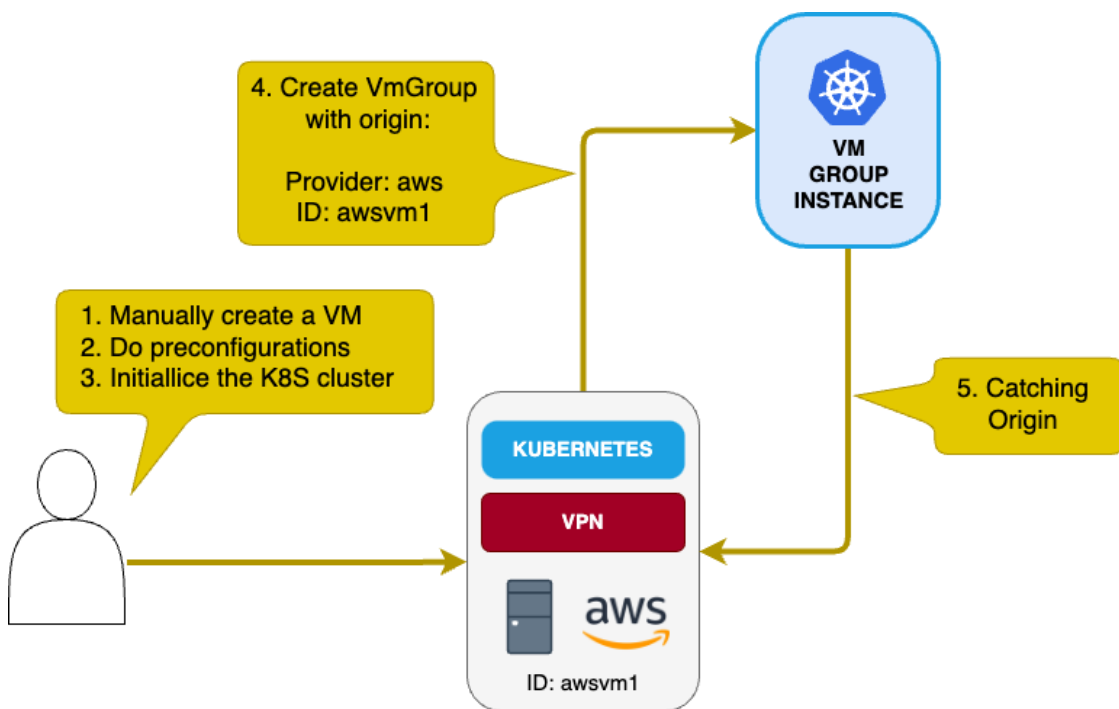 4. Create VmGroup
with origin:
Provider: aws
ID: awsvm1
VM
GROUP
INSTANCE
1. Manually create a VM
2. Do preconfigurations
3. Initiallice the K8S cluster
5. Catching
Origin
KUBERNETES
VPN
aws
ID: awsvm1